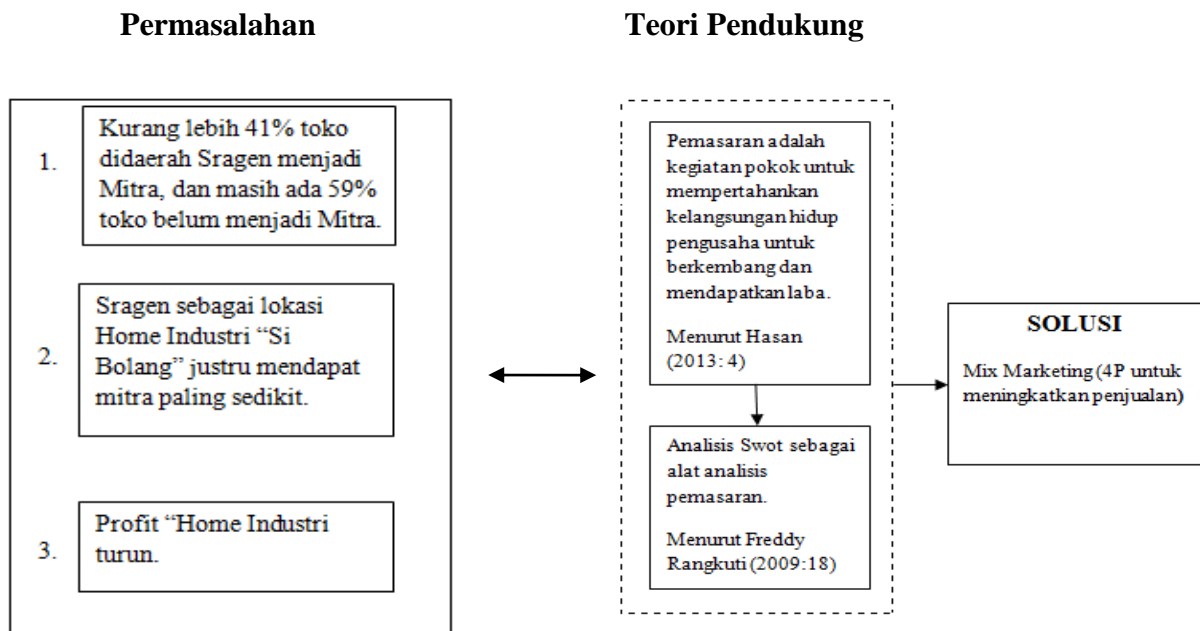 Permasalahan
Teori Pendukung
1.
Kurang lebih 41% toko
didaerah Sragen menjadi
Mitra, dan masih ada 59%
toko belum menjadi Mitra.
2.
Sragen sebagai lokasi
Home Industri “Si
Bolang” justru mendapat
mitra paling sedikit.
3.
Profit “Home Industri
turun.
Pemasaran adalah
kegiatan pokok untuk
mempertahankan
kelangsungan hidup
pengusaha untuk
berkembang dan
mendapatkan laba.
Menurut Hasan
(2013: 4)
Analisis Swot sebagai
alat analisis
pemasaran.
Menurut Freddy
Rangkuti (2009:18)
SOLUSI
Mix Marketing (4P untuk
meningkatkan penjualan)